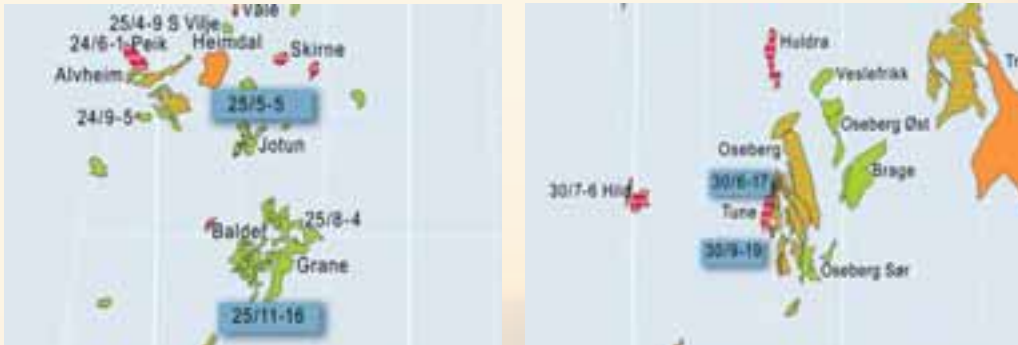 Vale
25/4-9 S Vilje
24/6-1 Peik
Heimdal
Skirne
Alvheim
25/5-5
24/9-5
Jotun
25/8-4
Balder
Grane
25/11-16
Huldra
Tr
Veslefrikk
Oseberg Øst
Oseberg
Brage
30/6-17
30/7-6 Hild
Tune
30/9-19
Oseberg Sør